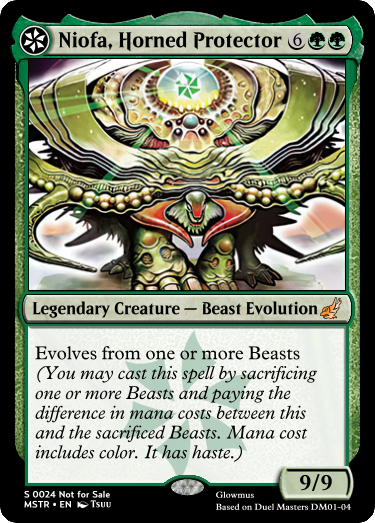 Niofa, Horned Protector 6
Legendary Creature — Beast Evolution
Evolves from one or more Beasts
(You may cast this spell by sacrificing
one or more Beasts and paying the
difference in mana costs between this
and the sacrificed Beasts. Mana cost
includes color. It has haste.)
9/9
S 0024 Not for Sale
MSTR • EN Tsuu
Glowmus
Based on Duel Masters DM01-04